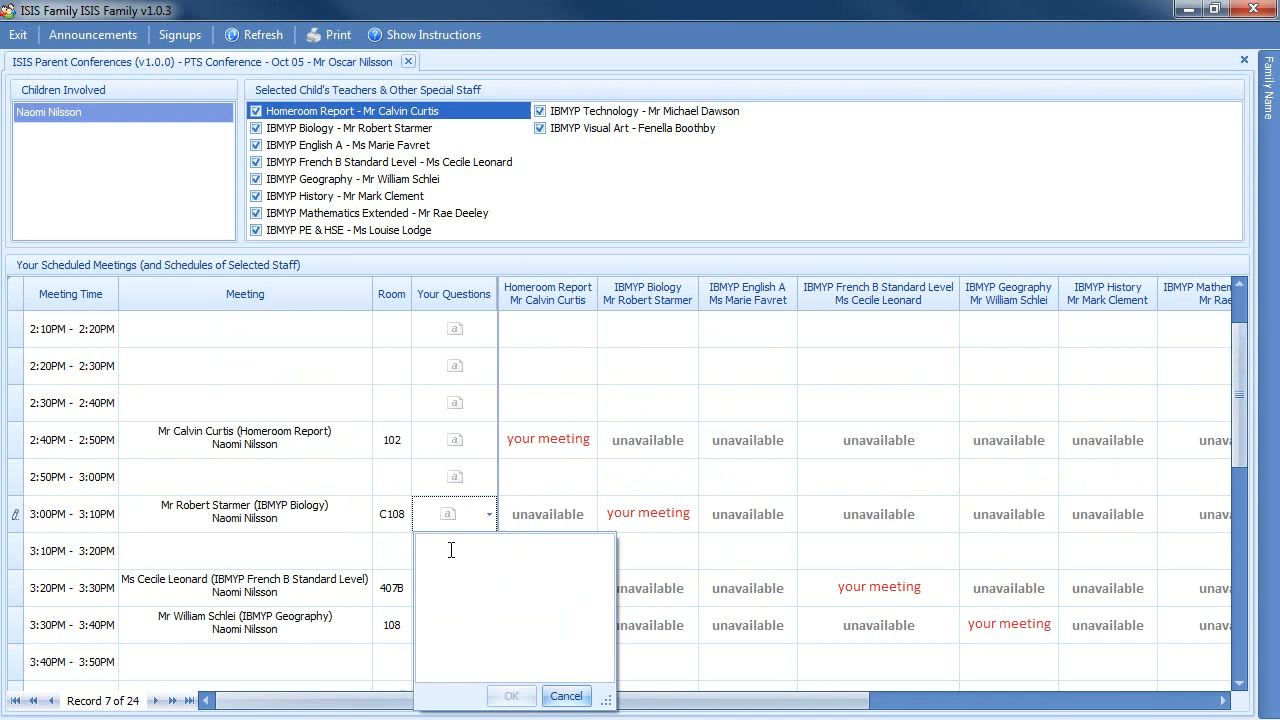 ISIS Family ISIS Family v1.0.3
Exit Announcements Signups Refresh Print Show Instructions
ISIS Parent Conferences (v1.0.0) - PTS Conference - Oct 05 - Mr Oscar Nilsson
Family Name
Children Involved
Naomi Nilsson
Selected Child's Teachers & Other Special Staff
Homeroom Report - Mr Calvin Curtis
IBMYP Biology - Mr Robert Starmer
IBMYP English A - Ms Marie Favret
IBMYP French B Standard Level - Ms Cecile Leonard
IBMYP Geography - Mr William Schlei
IBMYP History - Mr Mark Clement
IBMYP Mathematics Extended - Mr Rae Deeley
IBMYP PE & HSE - Ms Louise Lodge
IBMYP Technology - Mr Michael Dawson
IBMYP Visual Art - Fenella Boothby
Your Scheduled Meetings (and Schedules of Selected Staff)
Meeting Time Meeting Room Your Questions
Homeroom Report
Mr Calvin Curtis
IBMYP Biology
Mr Robert Starmer
IBMYP English A
Ms Marie Favret
IBMYP French B Standard Level
Ms Cecile Leonard
IBMYP Geography
Mr William Schlei
IBMYP History
Mr Mark Clement
IBMYP Mathem
Mr Rae
2:10PM - 2:20PM a
2:20PM - 2:30PM a
2:30PM - 2:40PM a
2:40PM - 2:50PM
Mr Calvin Curtis (Homeroom Report)
Naomi Nilsson
102 a your meeting unavailable unavailable unavailable unavailable unavailable unava
2:50PM - 3:00PM a
3:00PM - 3:10PM
Mr Robert Starmer (IBMYP Biology)
Naomi Nilsson
C108 a unavailable your meeting unavailable unavailable unavailable unavailable unava
3:10PM - 3:20PM
3:20PM - 3:30PM
Ms Cecile Leonard (IBMYP French B Standard Level)
Naomi Nilsson
407B unavailable unavailable your meeting unavailable unavailable unava
3:30PM - 3:40PM
Mr William Schlei (IBMYP Geography)
Naomi Nilsson
108 unavailable unavailable unavailable your meeting unavailable unava
3:40PM - 3:50PM
OK Cancel
Record 7 of 24